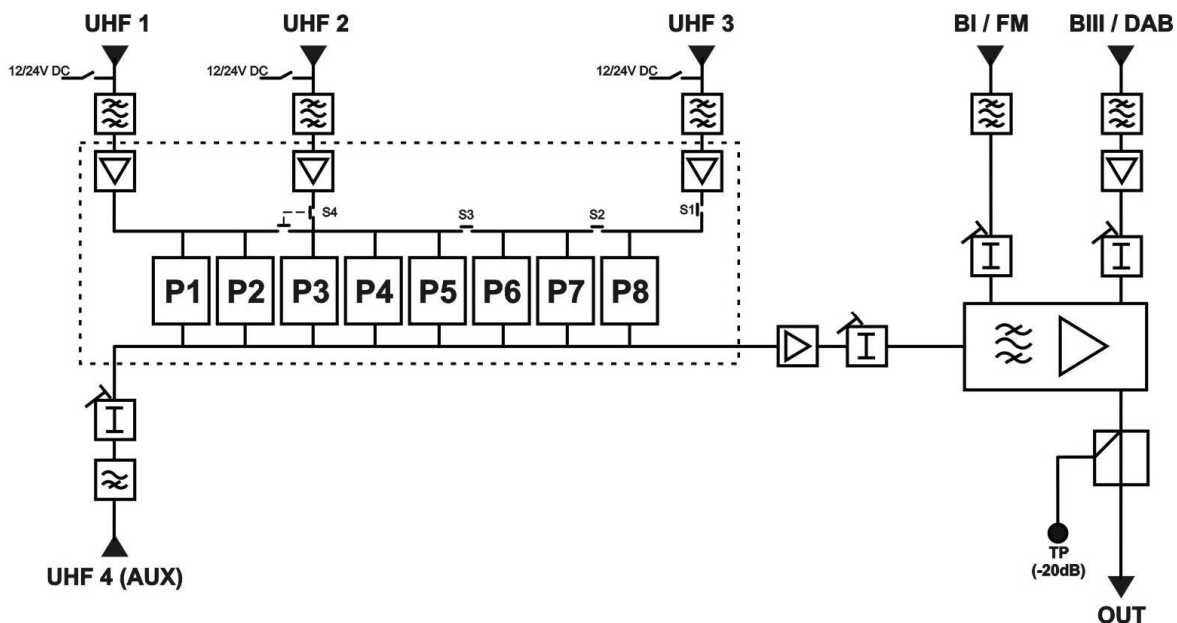 UHF 1
UHF 2
UHF 3
BI / FM
BIII / DAB
12/24V DC
12/24V DC
12/24V DC
S4
S3
S2
S1
P1
P2
P3
P4
P5
P6
P7
P8
UHF 4 (AUX)
TP
(-20dB)
OUT